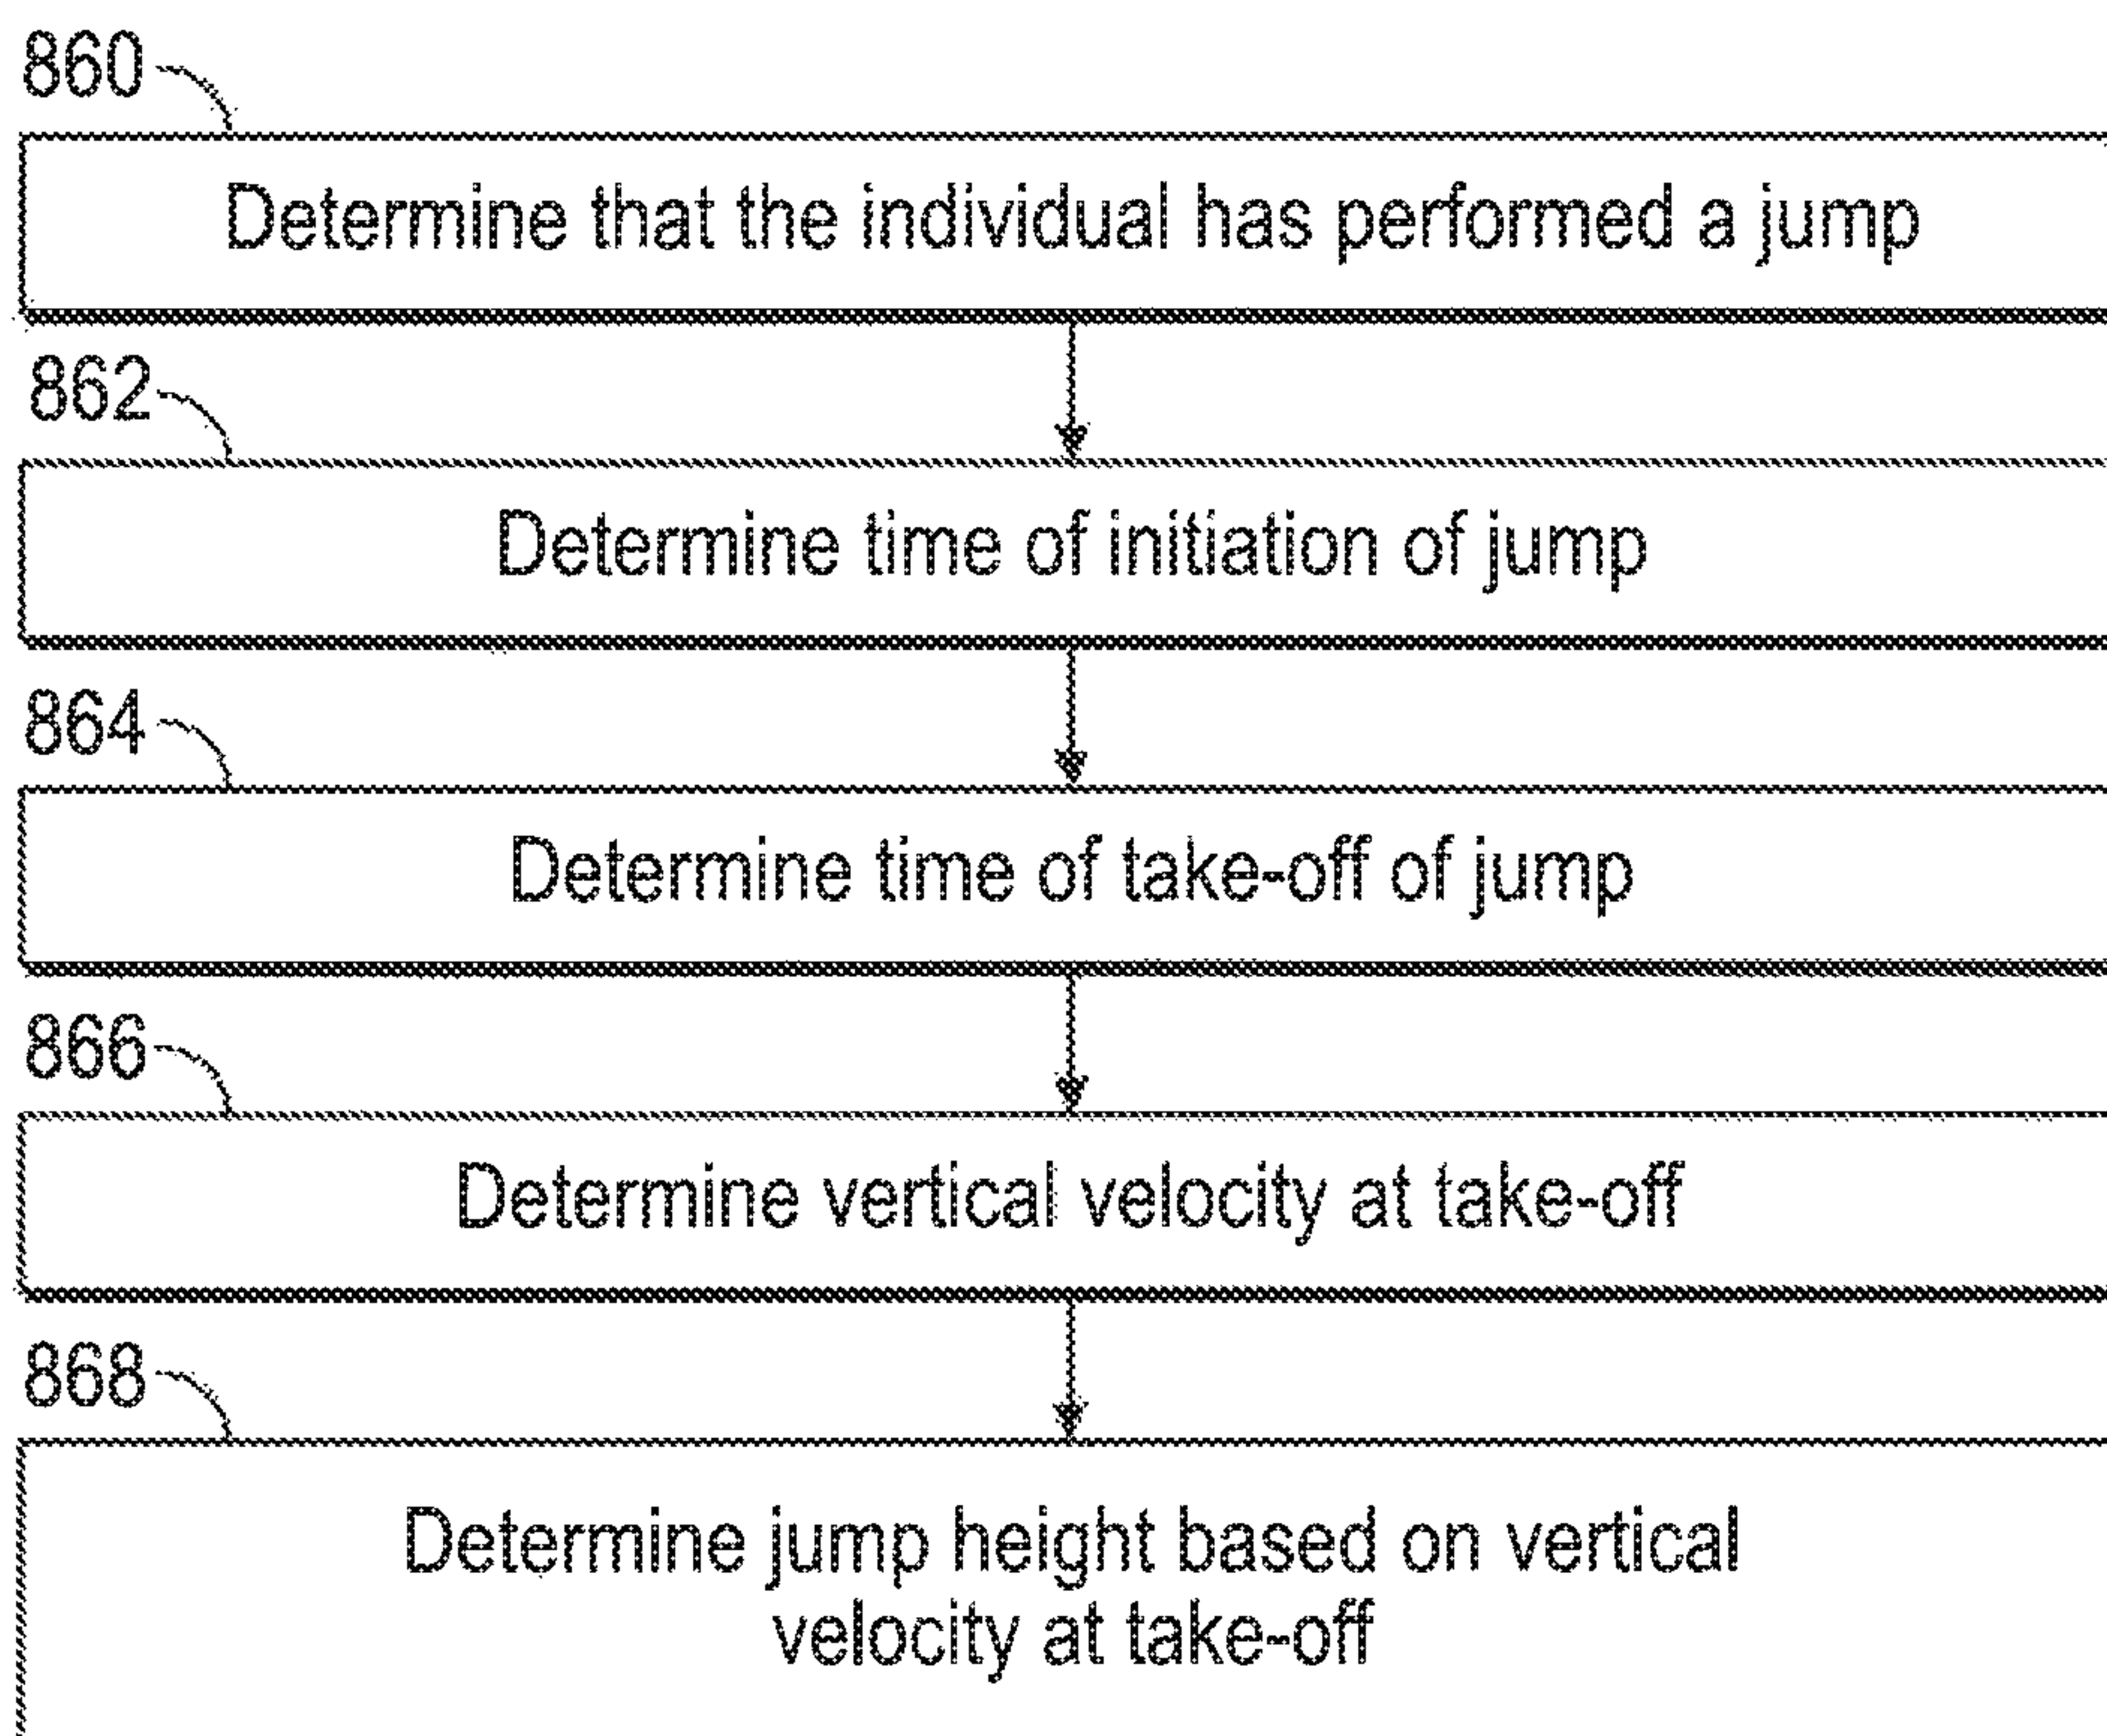 860
Determine that the individual has performed a jump
862
Determine time of initiation of jump
864
Determine time of take-off of jump
866
Determine vertical velocity at take-off
868
Determine jump height based on vertical
velocity at take-off